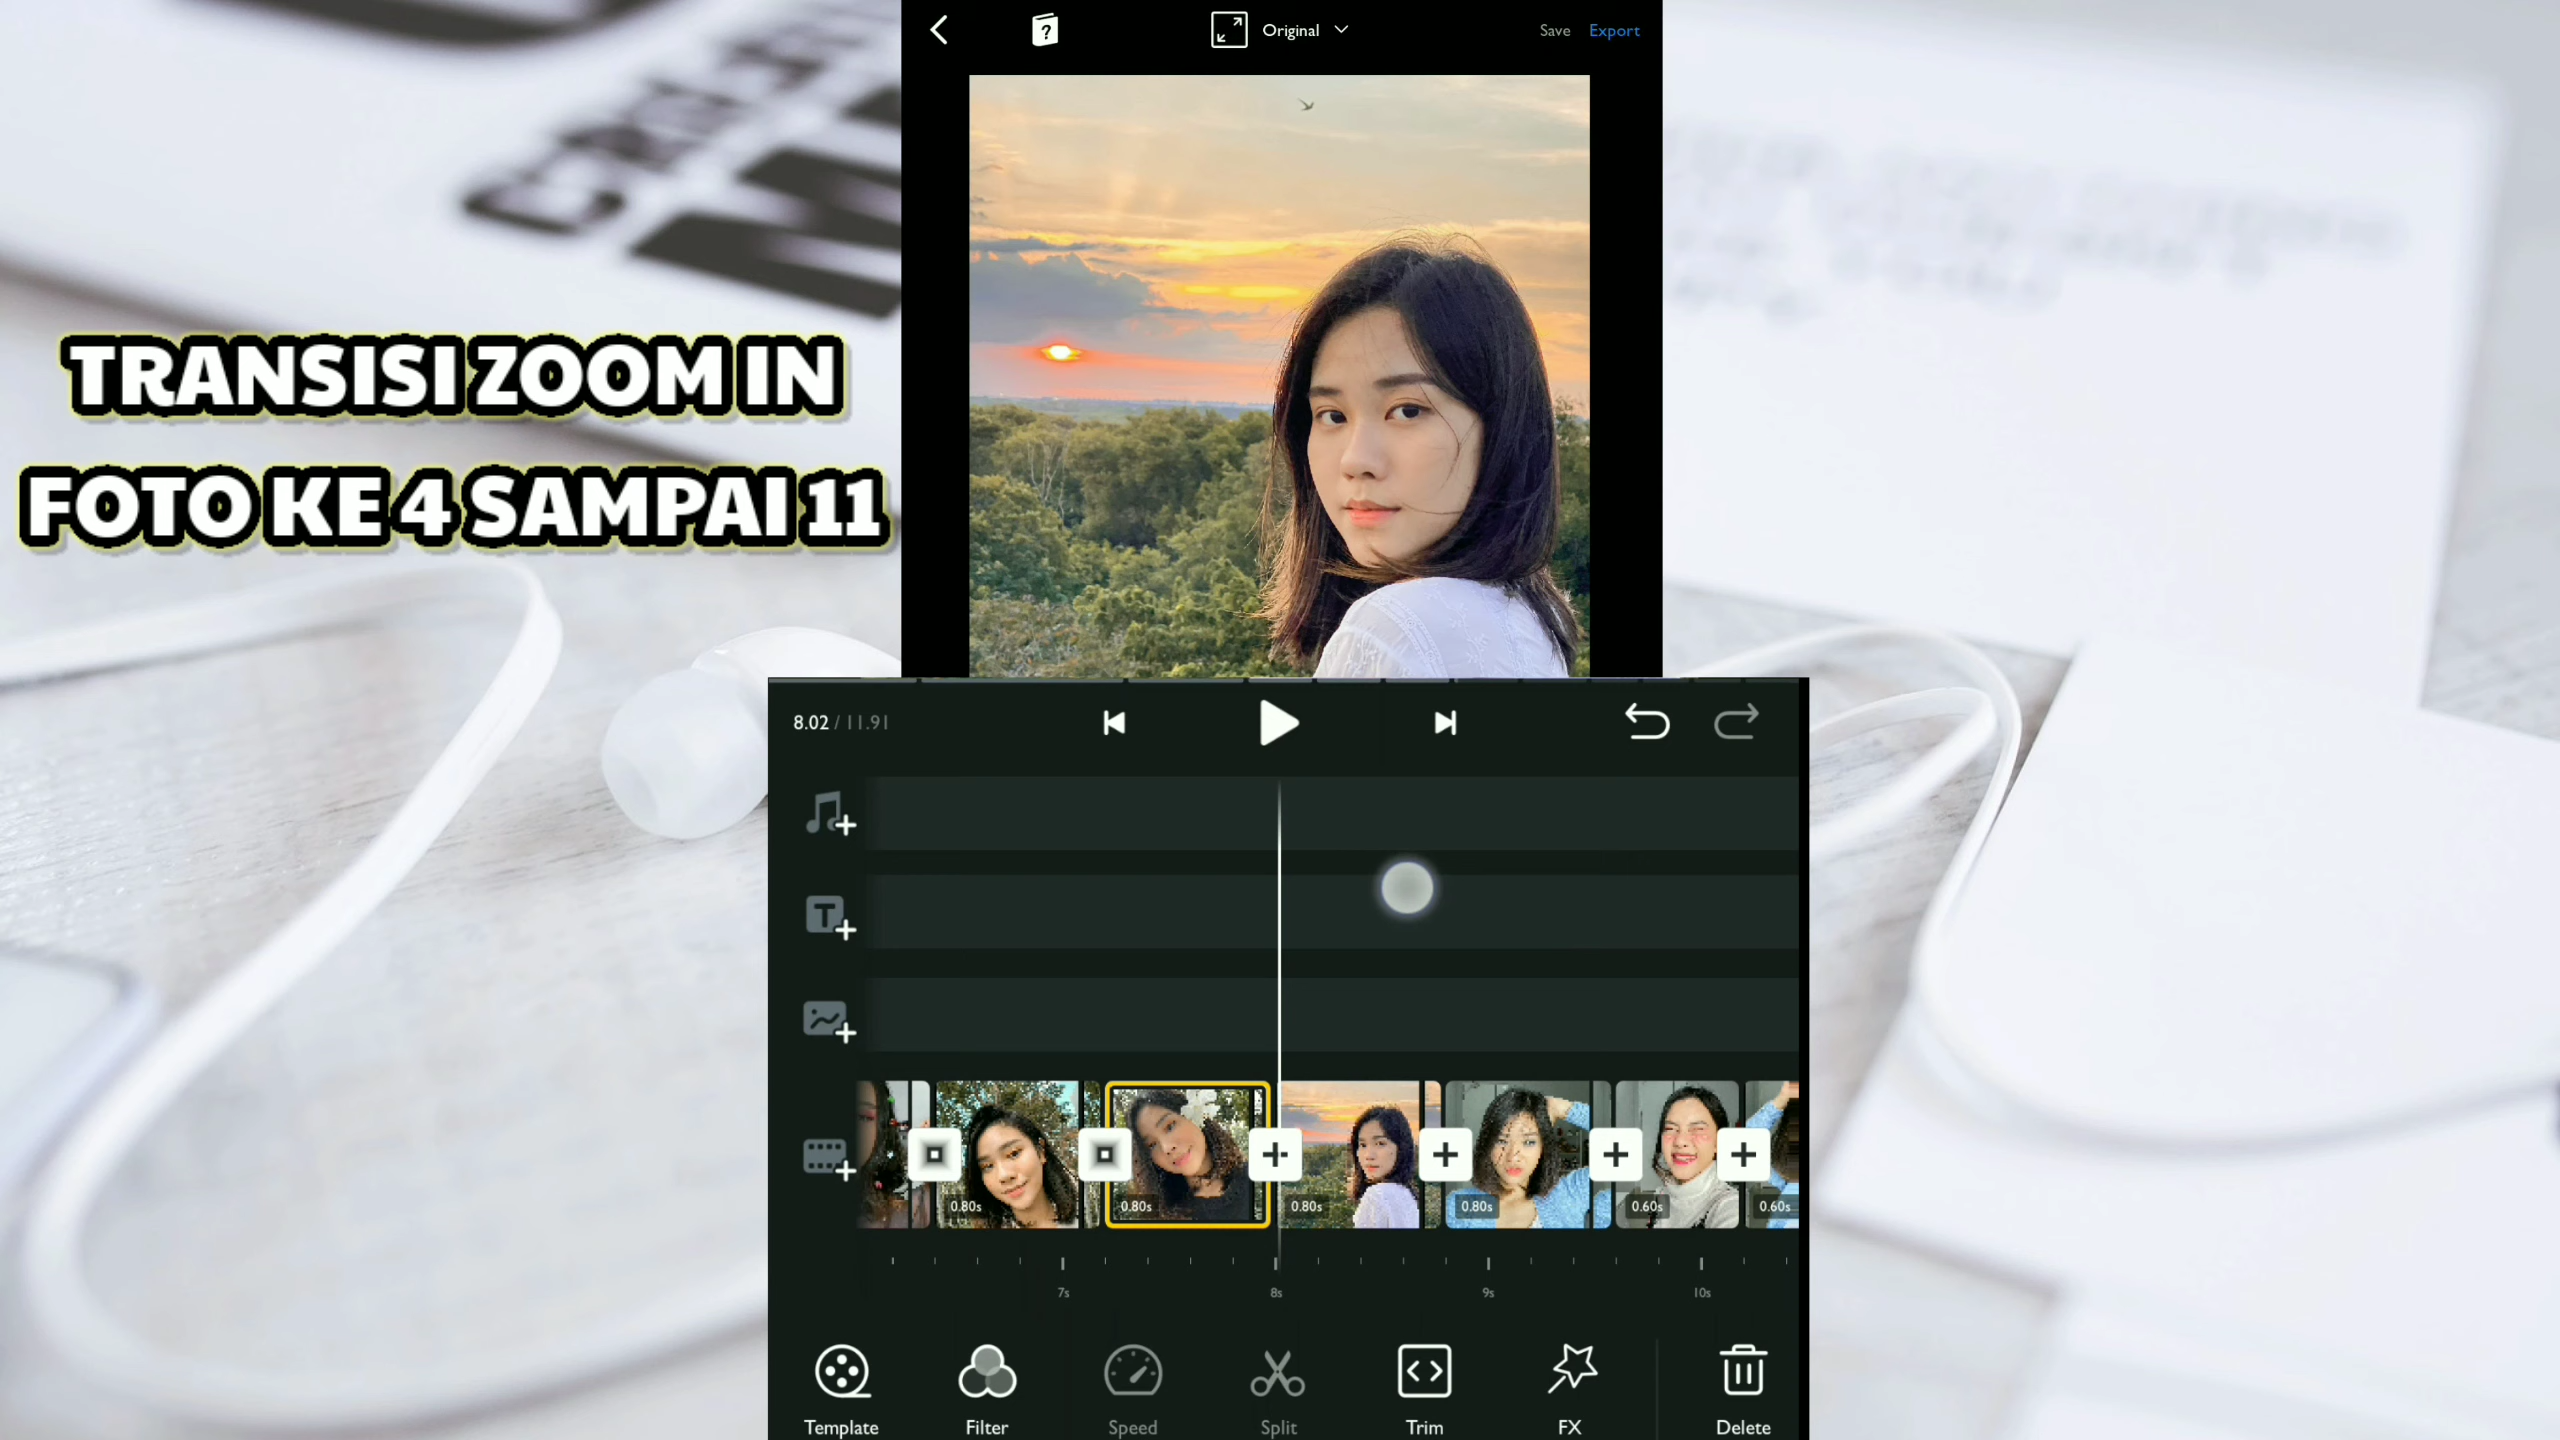 Original
Save Export
TRANSISI ZOOM IN
FOTO KE 4 SAMPAI 11
8.02 / 11.91
0.80s
0.80s
0.80s
0.80s
0.60s
0.60s
7s
8s
9s
10s
Template
Filter
Speed
Split
Trim
FX
Delete